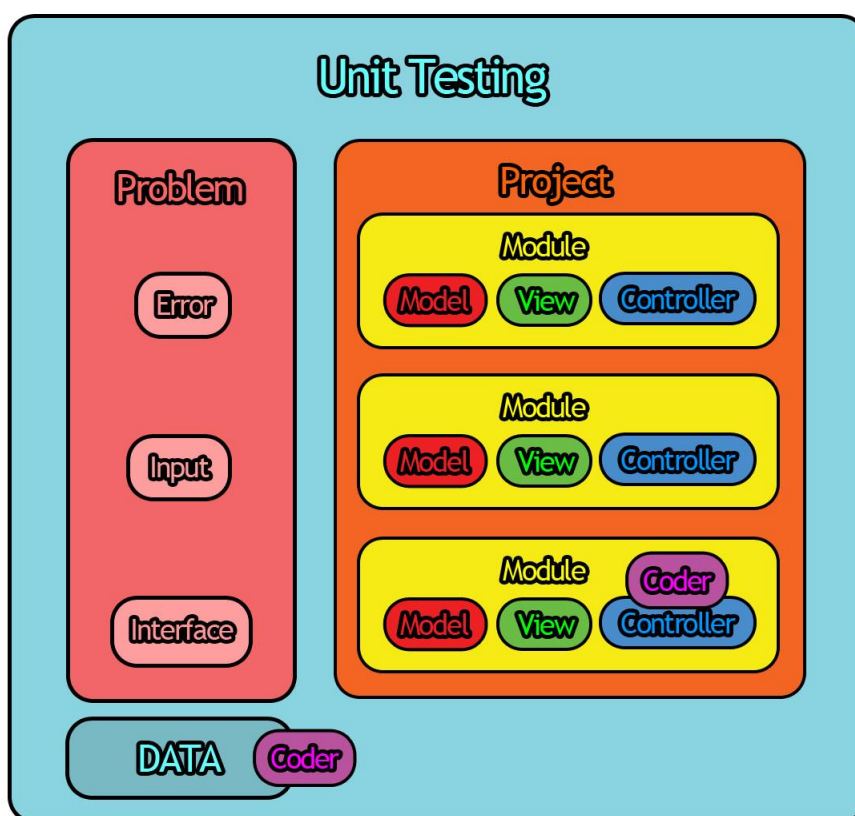 Unit Testing
Problem
Error
Input
Interface
Project
Module
Model View Controller
Module
Model View Controller
Module
Coder
Model View Controller
DATA
Coder